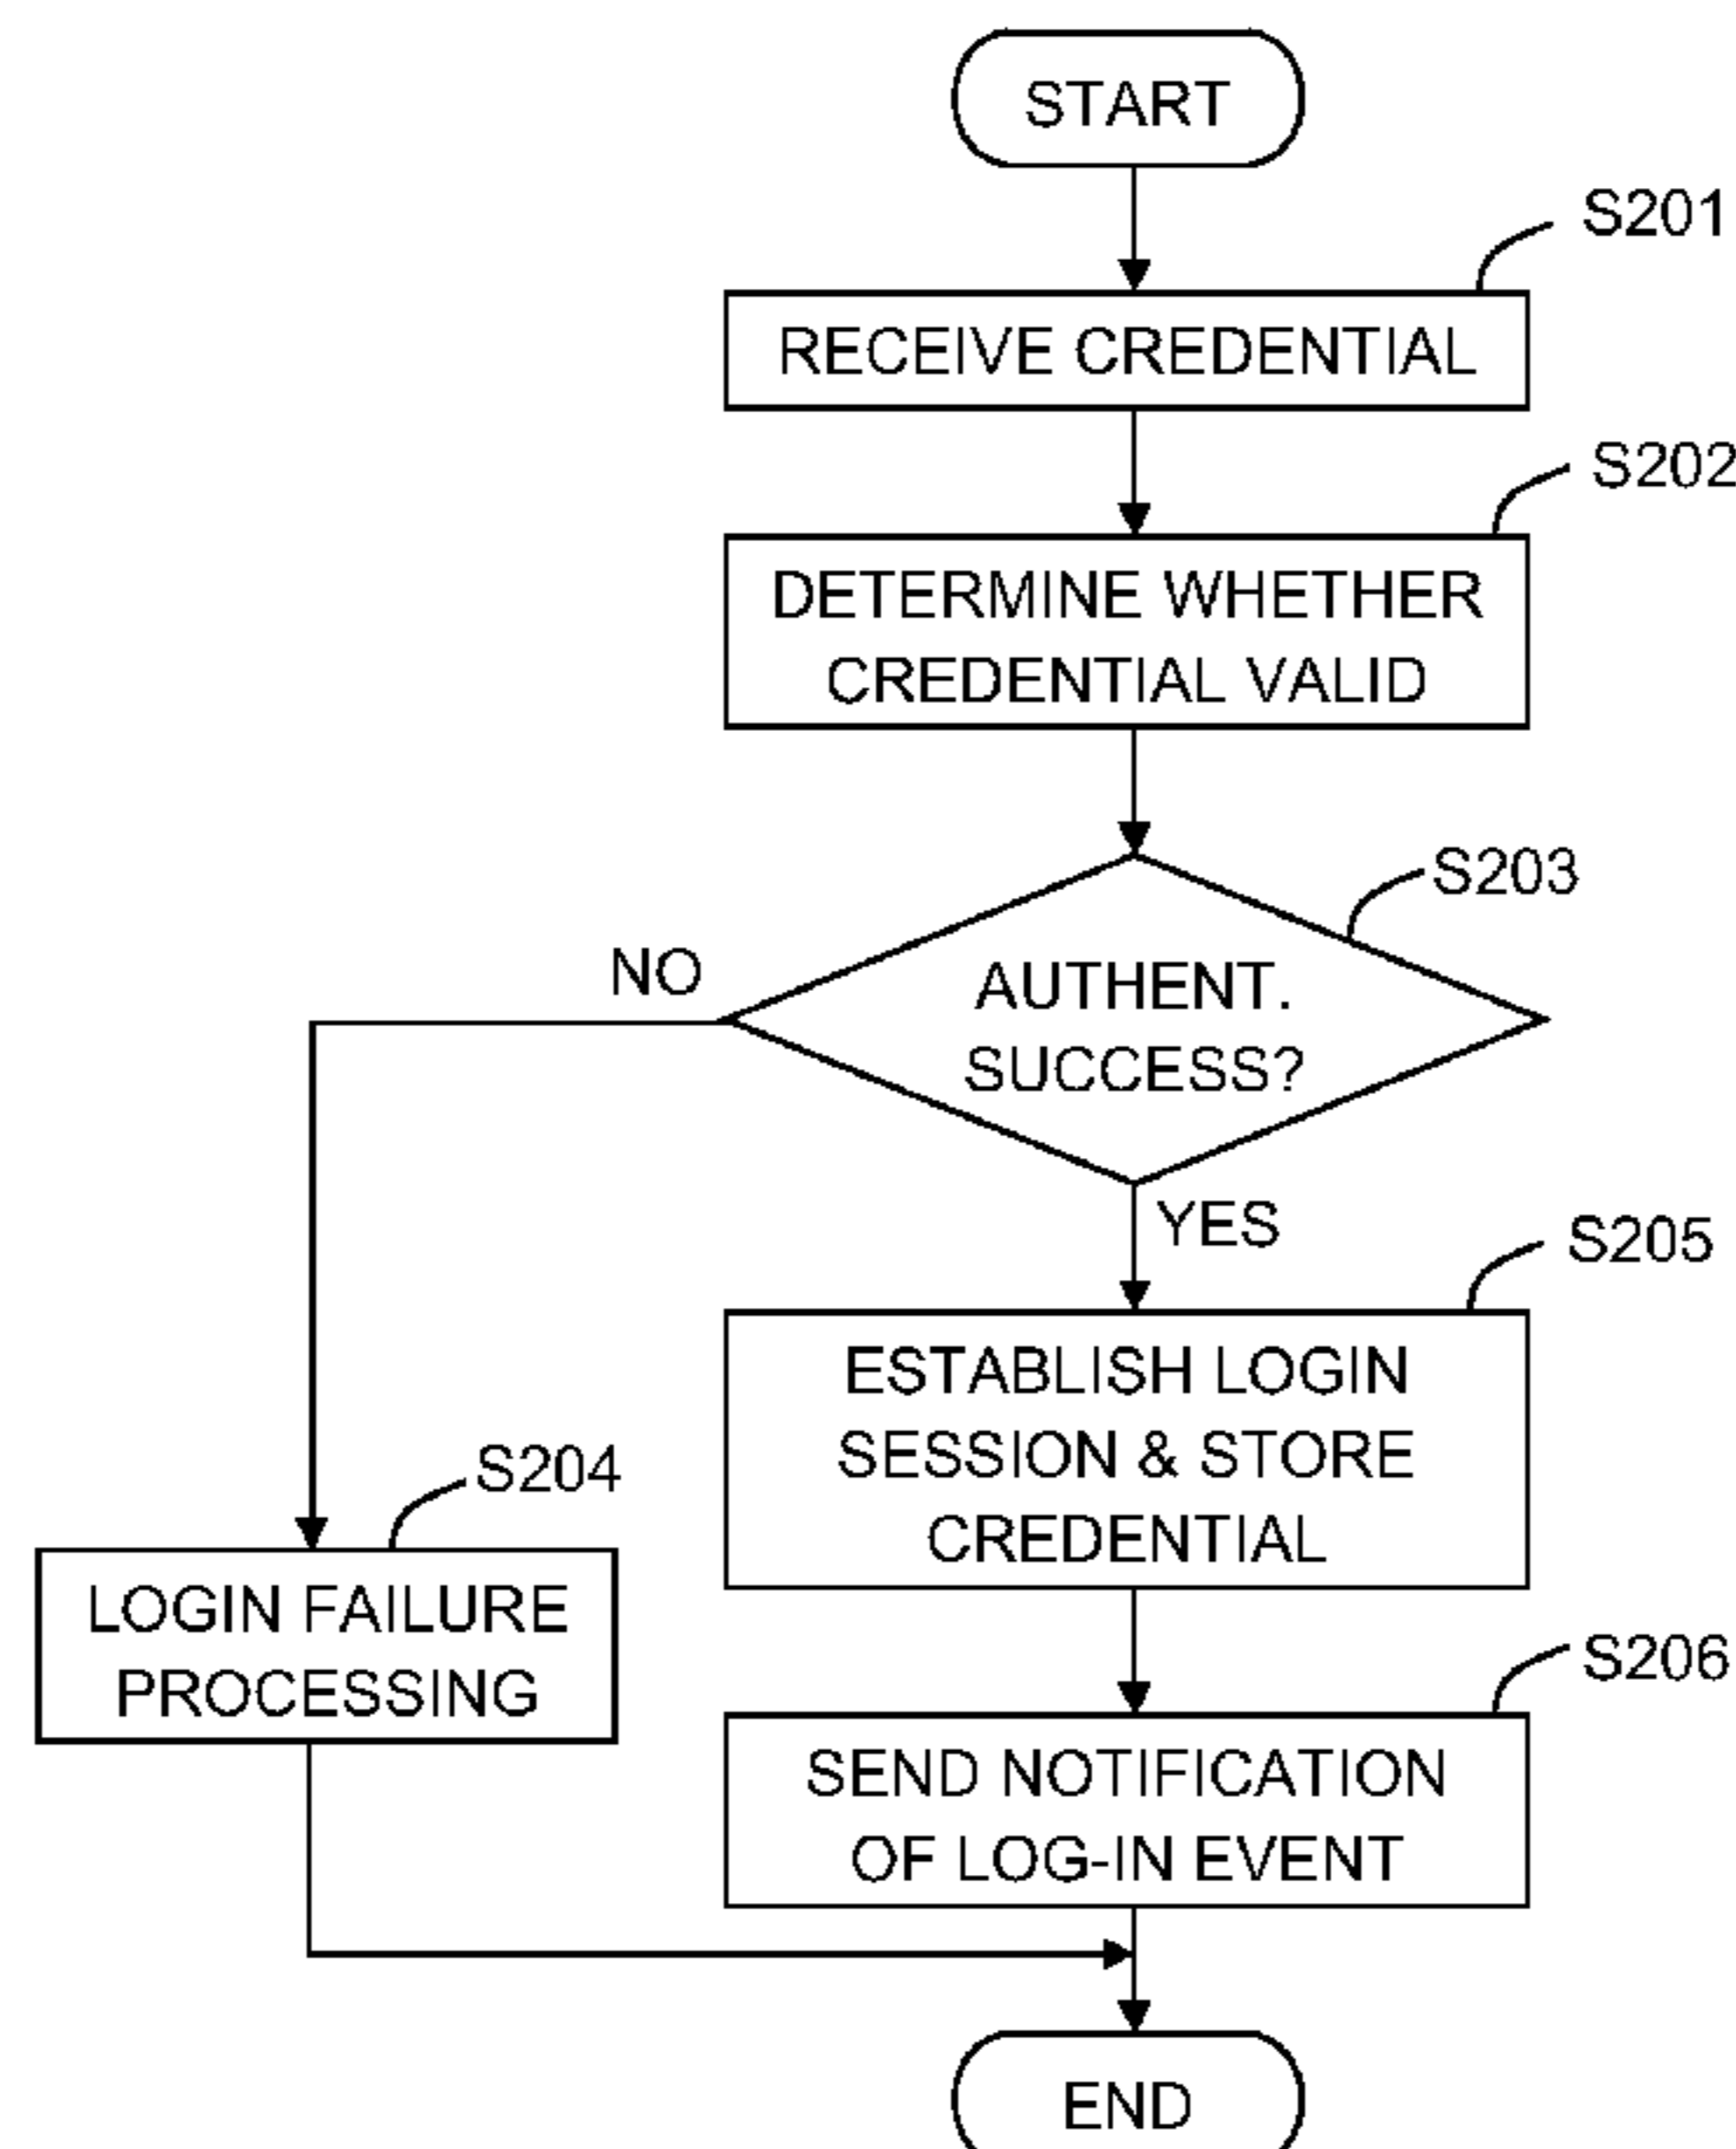 START
S201
RECEIVE CREDENTIAL
S202
DETERMINE WHETHER
CREDENTIAL VALID
S203
NO
AUTHENT.
SUCCESS?
YES
S205
ESTABLISH LOGIN
SESSION & STORE
CREDENTIAL
S204
LOGIN FAILURE
PROCESSING
S206
SEND NOTIFICATION
OF LOG-IN EVENT
END